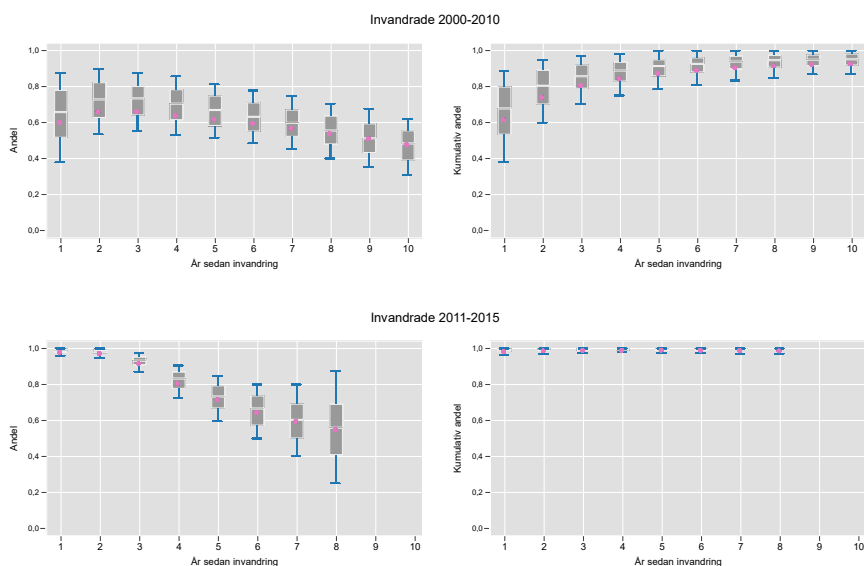 Invandrade 2000-2010
1,0
0,8
0,6
0,4
0,2
0,0
Andel
1 2 3 4 5 6 7 8 9 10
År sedan invandring
1,0
0,8
0,6
0,4
0,2
0,0
Kumulativ andel
1 2 3 4 5 6 7 8 9 10
År sedan invandring
Invandrade 2011-2015
1,0
0,8
0,6
0,4
0,2
0,0
Andel
1 2 3 4 5 6 7 8 9 10
År sedan invandring
1,0
0,8
0,6
0,4
0,2
0,0
Kumulativ andel
1 2 3 4 5 6 7 8 9 10
År sedan invandring